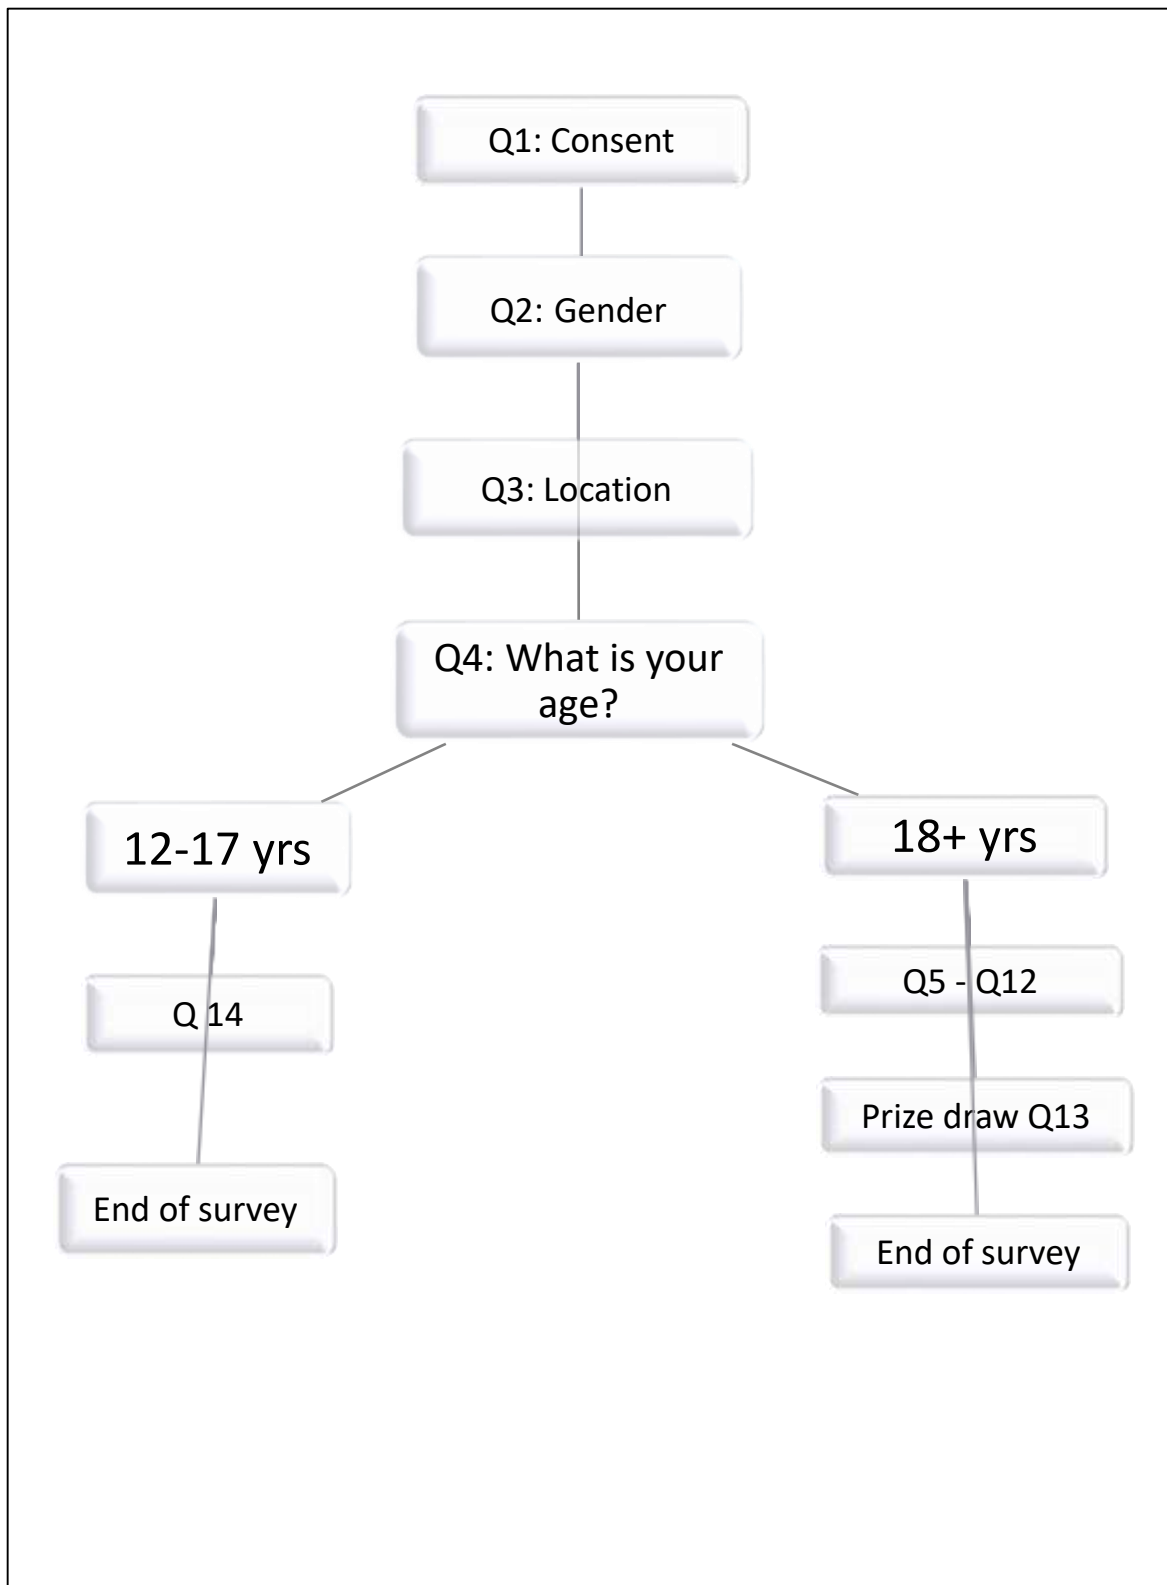 Q1: Consent
Q2: Gender
Q3: Location
Q4: What is your
age?
12-17 yrs
Q 14
End of survey
18+ yrs
Q5 - Q12
Prize draw Q13
End of survey